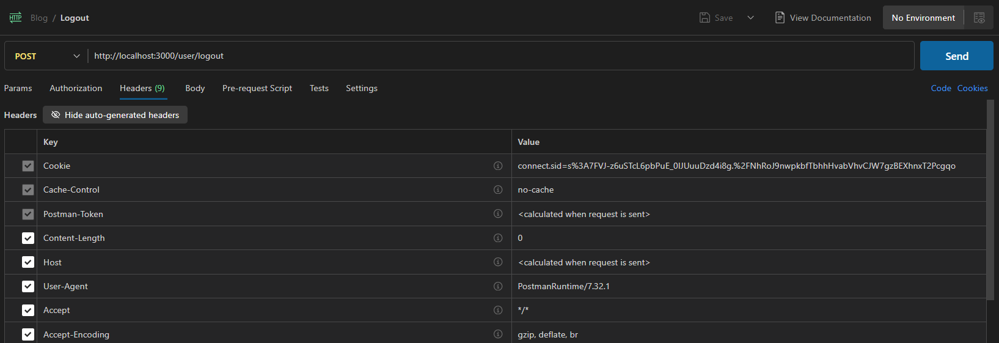 HTTP Blog / Logout Save View Documentation No Environment
POST http://localhost:3000/user/logout Send
Params Authorization Headers (9) Body Pre-request Script Tests Settings Code Cookies
Headers Hide auto-generated headers
Key Value
Cookie connect.sid=s%3A7FVJ-z6uSTcL6pbPuE_0IJUuuDzd4i8g.%2FNhRoJ9nwpkbfTbhhHvabVhvCJW7gzBEXhnxT2Pcgqo
Cache-Control no-cache
Postman-Token <calculated when request is sent>
Content-Length 0
Host <calculated when request is sent>
User-Agent PostmanRuntime/7.32.1
Accept */*
Accept-Encoding gzip, deflate, br